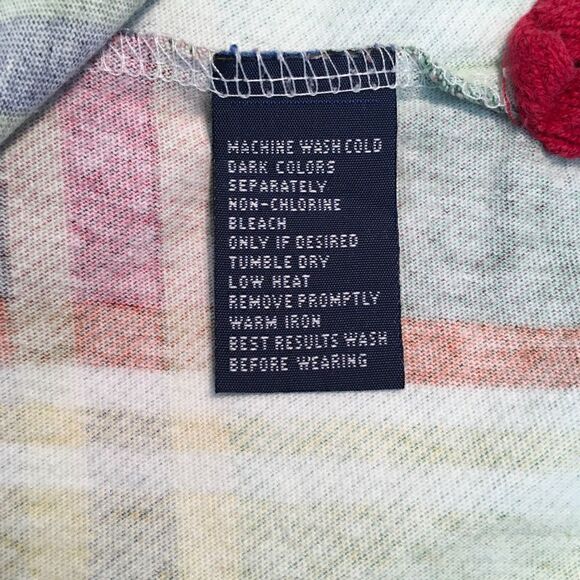 MACHINE WASH COLD
DARK COLORS
SEPARATELY
NON-CHLORINE
BLEACH
ONLY IF DESIRED
TUMBLE DRY
LOW HEAT
REMOVE PROMPTLY
WARM IRON
BEST RESULTS WASH
BEFORE WEARING